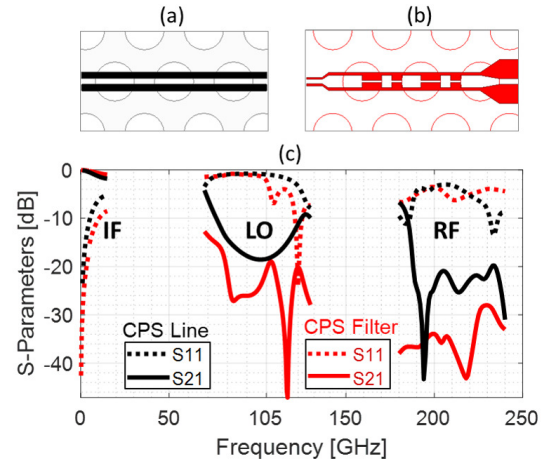 (a) (b)
(c)
S-Parameters [dB]
0
-10
-20
-30
-40
IF LO RF
CPS Line CPS Filter
S11 S11
S21 S21
0 50 105 150 200 250
Frequency [GHz]